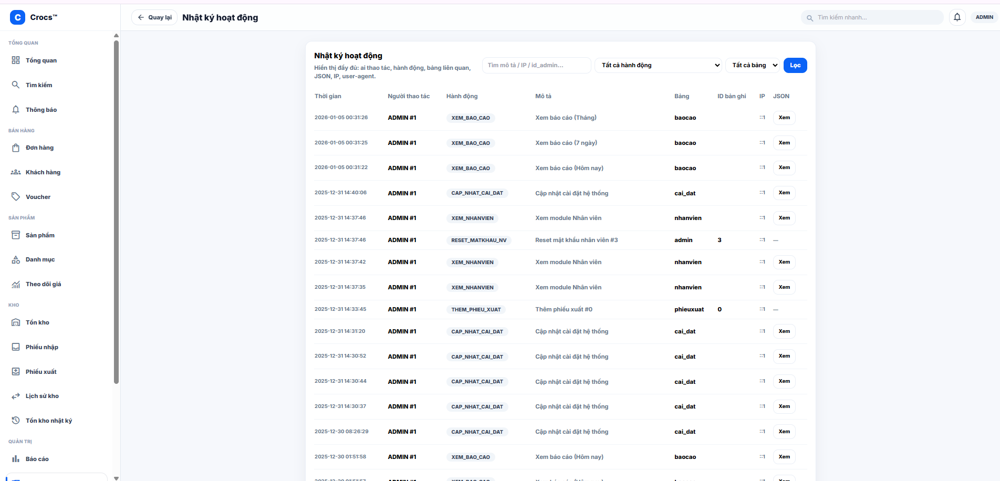 C Crocs™
TỔNG QUAN
Tổng quan
Tìm kiếm
Thông báo
BÁN HÀNG
Đơn hàng
Khách hàng
Voucher
SẢN PHẨM
Sản phẩm
Danh mục
Theo dõi giá
KHO
Tồn kho
Phiếu nhập
Phiếu xuất
Lịch sử kho
Tồn kho nhật ký
QUẢN TRỊ
Báo cáo
Quay lại Nhật ký hoạt động
Tìm kiếm nhanh... ADMIN
Nhật ký hoạt động
Hiển thị đầy đủ: ai thao tác, hành động, bảng liên quan,
JSON, IP, user-agent.
Tìm mô tả / IP / id_admin... Tất cả hành động Tất cả bảng Lọc
Thời gian Người thao tác Hành động Mô tả Bảng ID bản ghi IP JSON
2026-01-05 00:31:26 ADMIN #1 XEM_BAO_CAO Xem báo cáo (Tháng) baocao ::1 Xem
2026-01-05 00:31:25 ADMIN #1 XEM_BAO_CAO Xem báo cáo (7 ngày) baocao ::1 Xem
2026-01-05 00:31:22 ADMIN #1 XEM_BAO_CAO Xem báo cáo (Hôm nay) baocao ::1 Xem
2025-12-31 14:40:06 ADMIN #1 CAP_NHAT_CAI_DAT Cập nhật cài đặt hệ thống cai_dat ::1 Xem
2025-12-31 14:37:46 ADMIN #1 XEM_NHANVIEN Xem module Nhân viên nhanvien ::1 Xem
2025-12-31 14:37:46 ADMIN #1 RESET_MATKHAU_NV Reset mật khẩu nhân viên #3 admin 3 ::1 —
2025-12-31 14:37:42 ADMIN #1 XEM_NHANVIEN Xem module Nhân viên nhanvien ::1 Xem
2025-12-31 14:37:35 ADMIN #1 XEM_NHANVIEN Xem module Nhân viên nhanvien ::1 Xem
2025-12-31 14:33:45 ADMIN #1 THEM_PHIEU_XUAT Thêm phiếu xuất #0 phieuxuat 0 ::1 —
2025-12-31 14:31:20 ADMIN #1 CAP_NHAT_CAI_DAT Cập nhật cài đặt hệ thống cai_dat ::1 Xem
2025-12-31 14:30:52 ADMIN #1 CAP_NHAT_CAI_DAT Cập nhật cài đặt hệ thống cai_dat ::1 Xem
2025-12-31 14:30:44 ADMIN #1 CAP_NHAT_CAI_DAT Cập nhật cài đặt hệ thống cai_dat ::1 Xem
2025-12-31 14:30:37 ADMIN #1 CAP_NHAT_CAI_DAT Cập nhật cài đặt hệ thống cai_dat ::1 Xem
2025-12-30 08:26:29 ADMIN #1 CAP_NHAT_CAI_DAT Cập nhật cài đặt hệ thống cai_dat ::1 Xem
2025-12-30 01:51:58 ADMIN #1 XEM_BAO_CAO Xem báo cáo (Hôm nay) baocao ::1 Xem